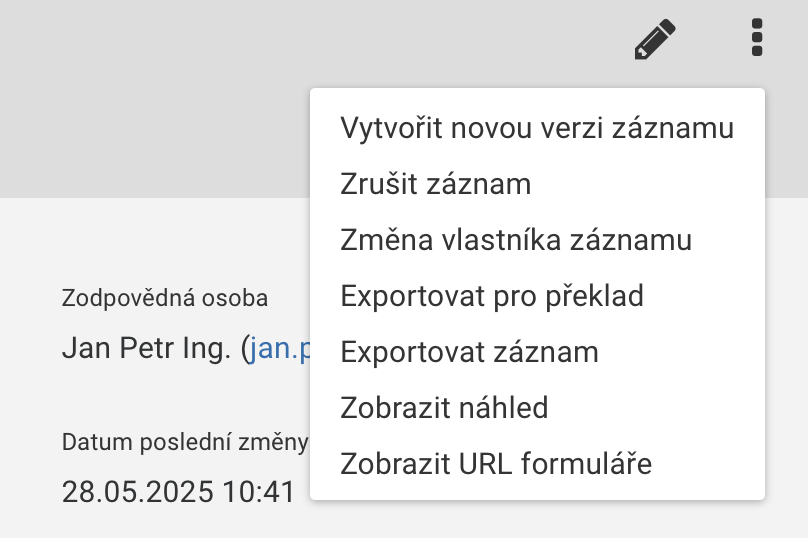 Vytvořit novou verzi záznamu
Zrušit záznam
Změna vlastníka záznamu
Exportovat pro překlad
Exportovat záznam
Zobrazit náhled
Zobrazit URL formuláře
Zodpovědná osoba
Jan Petr Ing. (jan.p
Datum poslední změny
28.05.2025 10:41